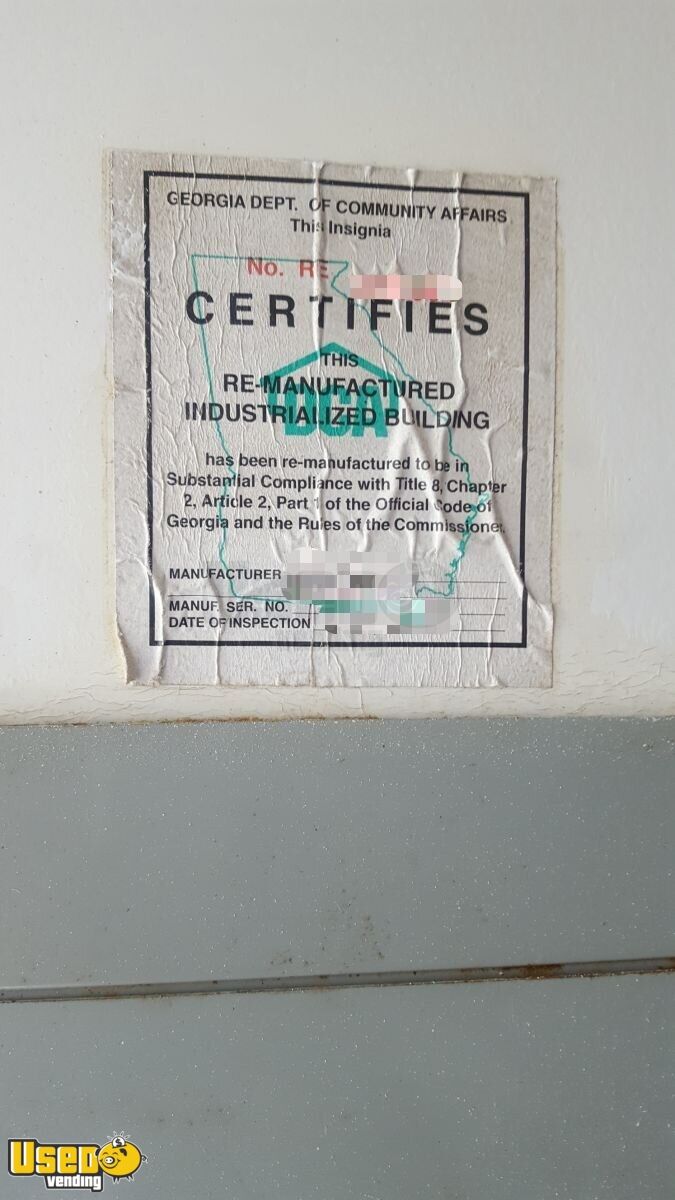 GEORGIA DEPT. OF COMMUNITY AFFAIRS
This Insignia
No. RE
CERTIFIES
THIS
RE-MANUFACTURED
DCA
INDUSTRIALIZED BUILDING
has been re-manufactured to be in
Substantial Compliance with Title 8, Chapter
2, Article 2, Part 1 of the Official Code of
Georgia and the Rules of the Commissioner.
MANUFACTURER
MANUF. SER. NO.
DATE OF INSPECTION
USED
vending